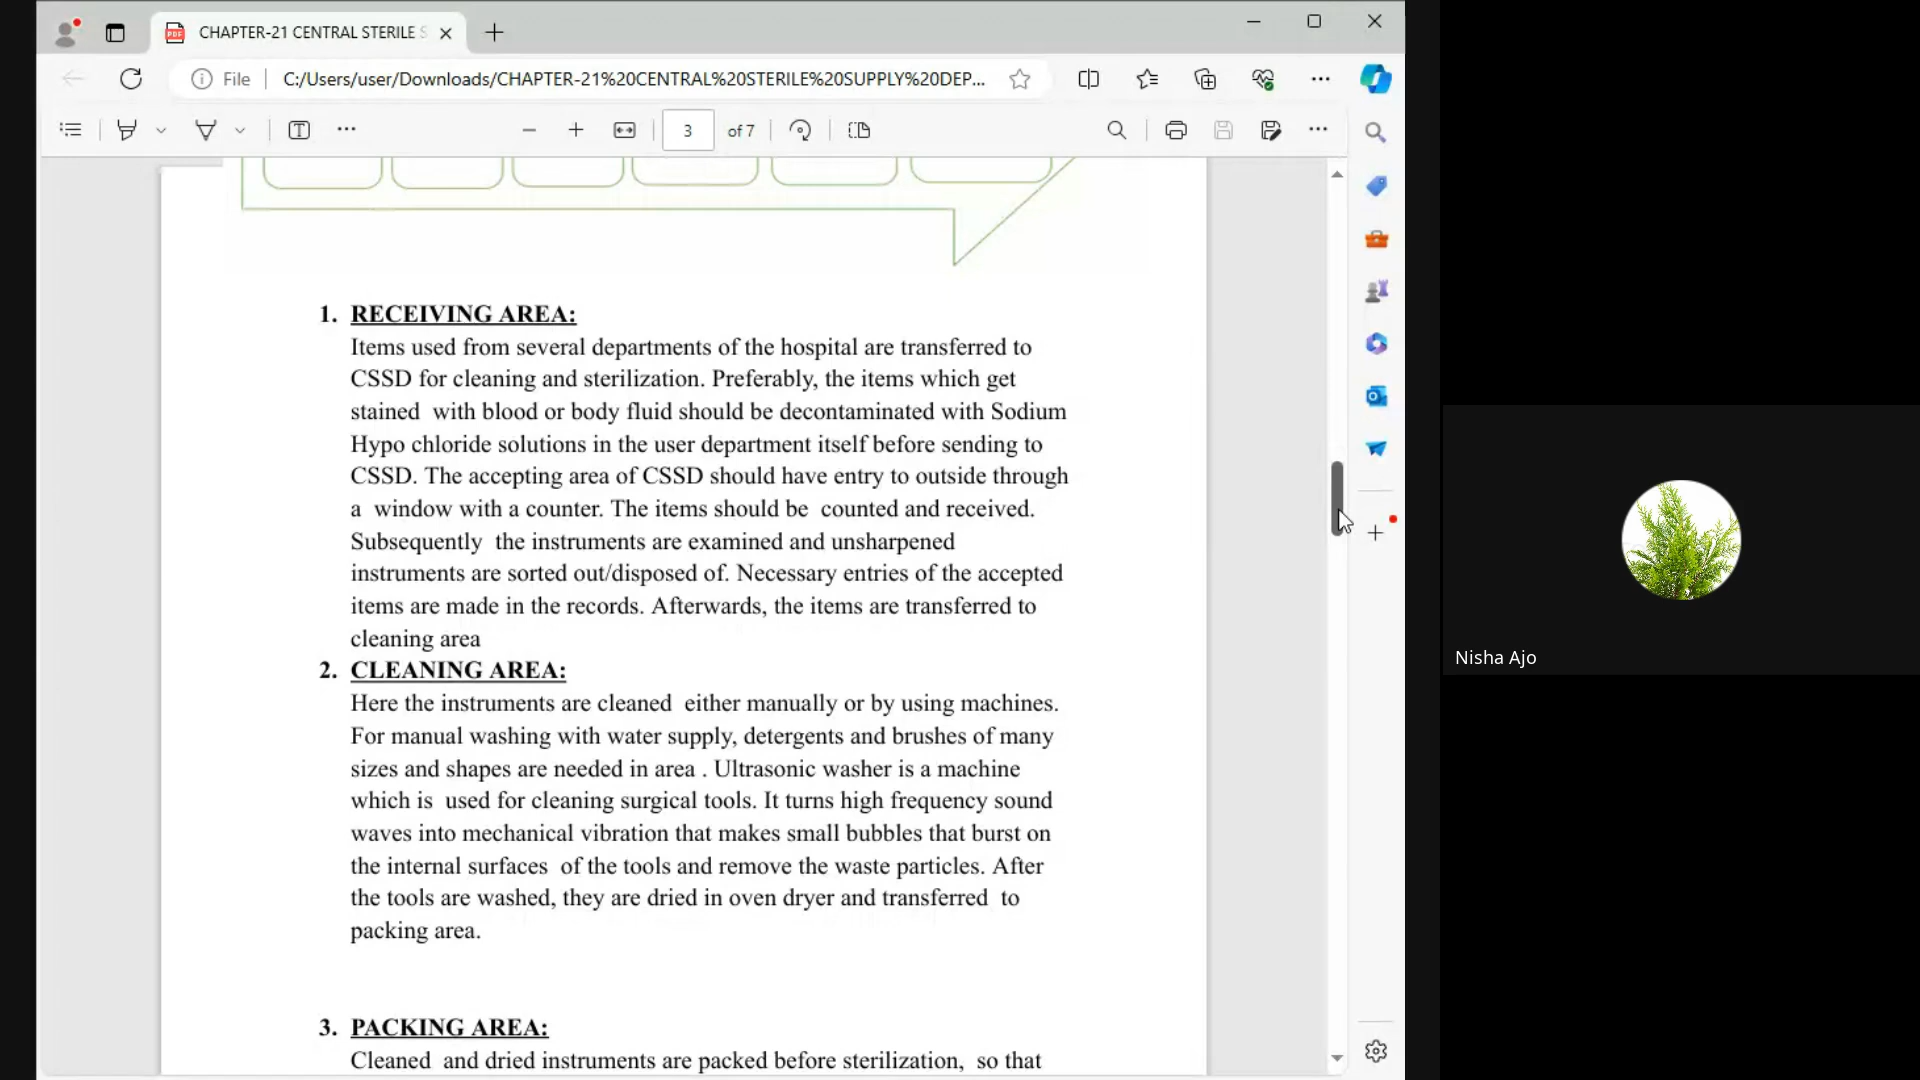 CHAPTER-21 CENTRAL STERILE S
File
C:/Users/user/Downloads/CHAPTER-21%20CENTRAL%20STERILE%20SUPPLY%20DEP...
3 of 7
1. RECEIVING AREA:
Items used from several departments of the hospital are transferred to
CSSD for cleaning and sterilization. Preferably, the items which get
stained with blood or body fluid should be decontaminated with Sodium
Hypo chloride solutions in the user department itself before sending to
CSSD. The accepting area of CSSD should have entry to outside through
a window with a counter. The items should be counted and received.
Subsequently the instruments are examined and unsharpened
instruments are sorted out/disposed of. Necessary entries of the accepted
items are made in the records. Afterwards, the items are transferred to
cleaning area
2. CLEANING AREA:
Here the instruments are cleaned either manually or by using machines.
For manual washing with water supply, detergents and brushes of many
sizes and shapes are needed in area . Ultrasonic washer is a machine
which is used for cleaning surgical tools. It turns high frequency sound
waves into mechanical vibration that makes small bubbles that burst on
the internal surfaces of the tools and remove the waste particles. After
the tools are washed, they are dried in oven dryer and transferred to
packing area.
3. PACKING AREA:
Cleaned and dried instruments are packed before sterilization, so that
Nisha Ajo